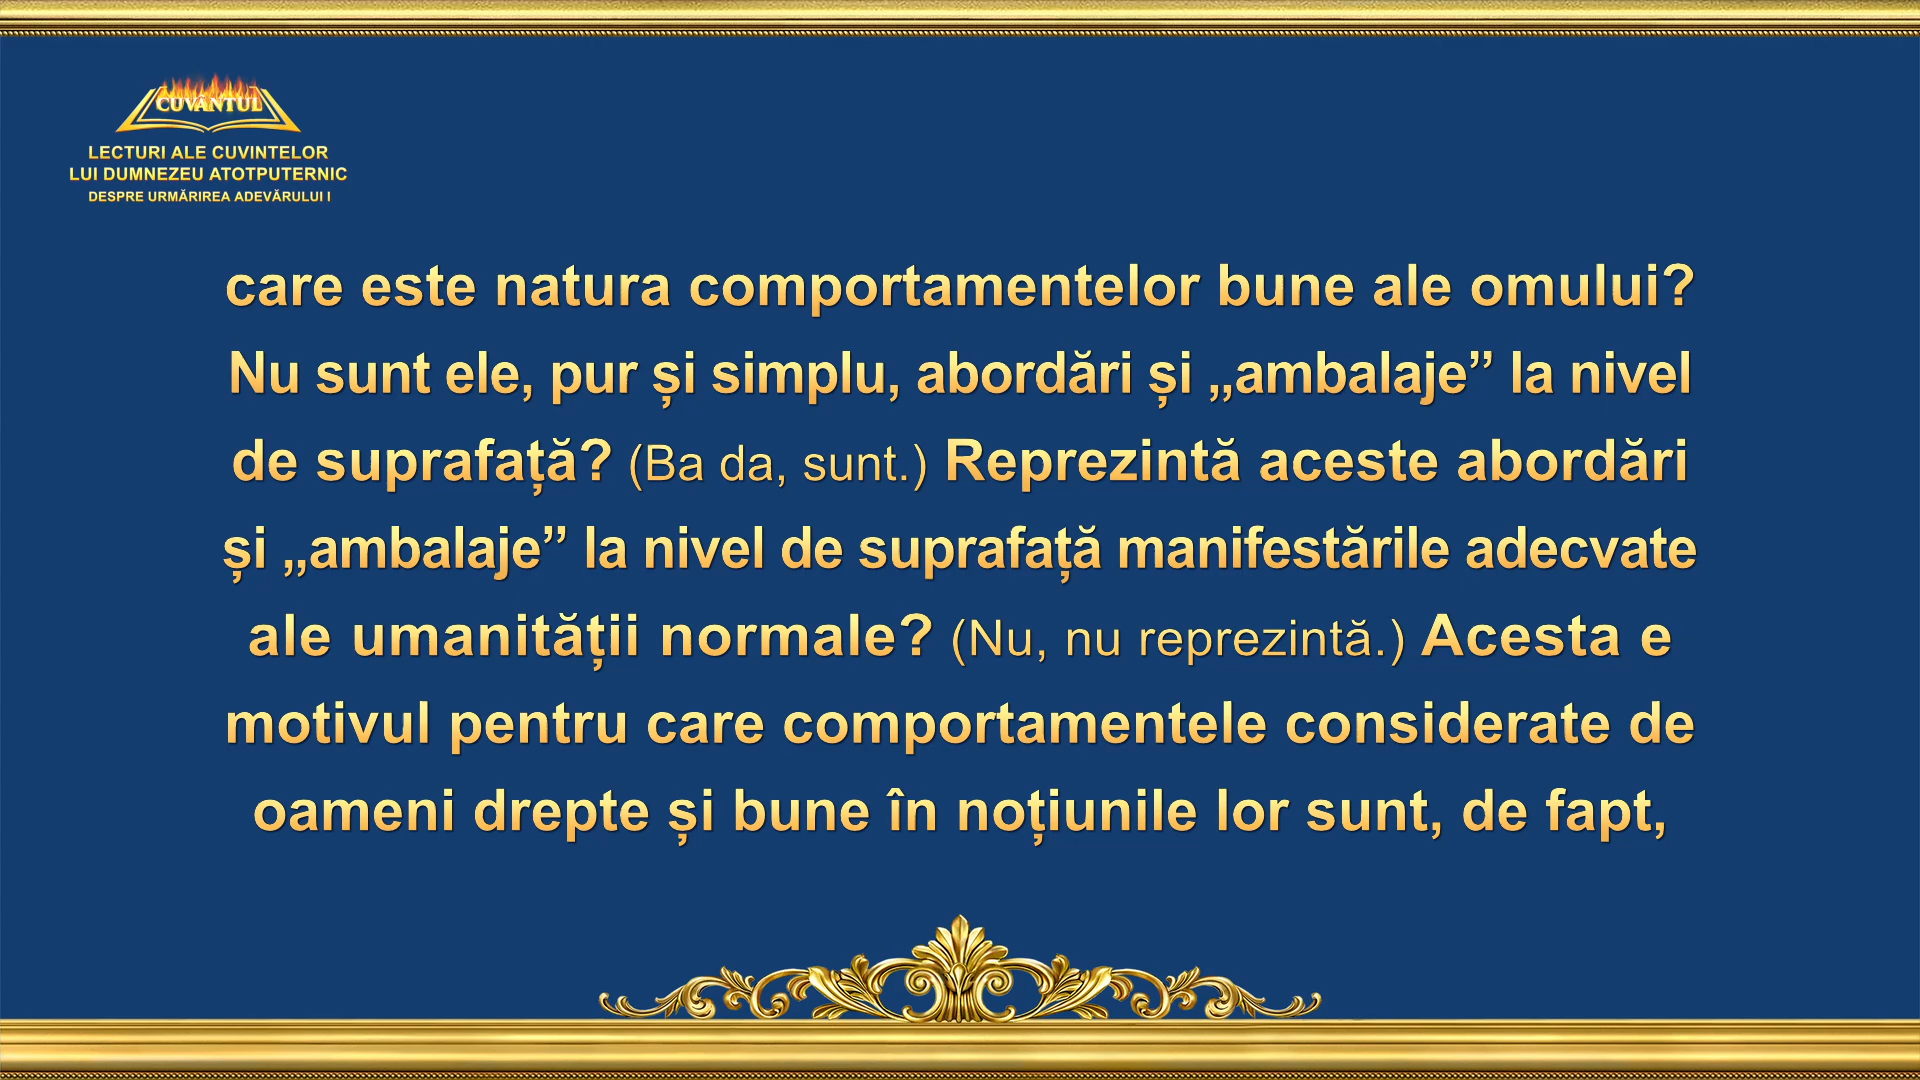 CUVÂNTUL
LECTURI ALE CUVINTELOR
LUI DUMNEZEU ATOTPUTERNIC
DESPRE URMĂRIREA ADEVĂRULUI I
care este natura comportamentelor bune ale omului?
Nu sunt ele, pur și simplu, abordări și „ambalaje” la nivel
de suprafață? (Ba da, sunt.) Reprezintă aceste abordări
și „ambalaje” la nivel de suprafață manifestările adecvate
ale umanității normale? (Nu, nu reprezintă.) Acesta e
motivul pentru care comportamentele considerate de
oameni drepte și bune în noțiunile lor sunt, de fapt,